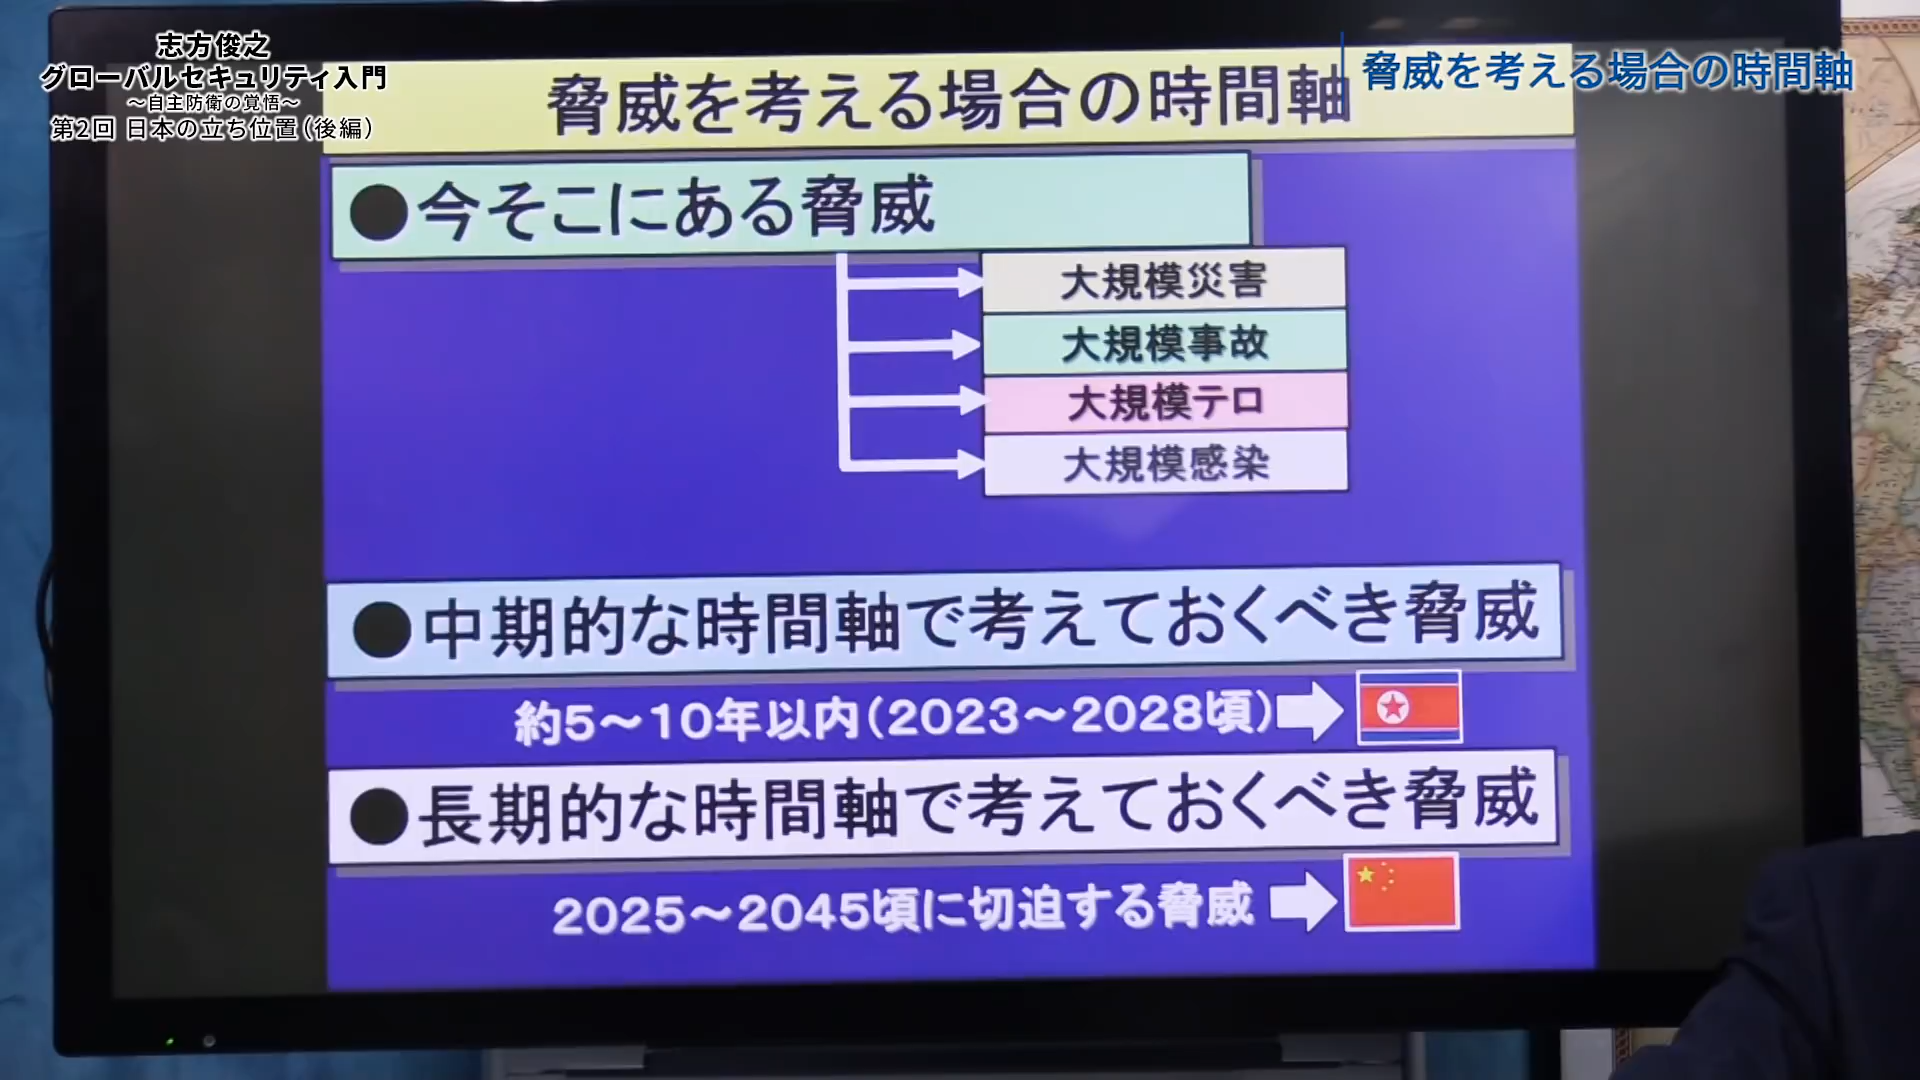 志方俊之
グローバルセキュリティ入門
～自主防衛の覚悟～
第2回 日本の立ち位置(後編)
脅威を考える場合の時間軸
脅威を考える場合の時間軸
●今そこにある脅威
大規模災害
大規模事故
大規模テロ
大規模感染
●中期的な時間軸で考えておくべき脅威
約5～10年以内(2023～2028頃)
●長期的な時間軸で考えておくべき脅威
2025～2045頃に切迫する脅威